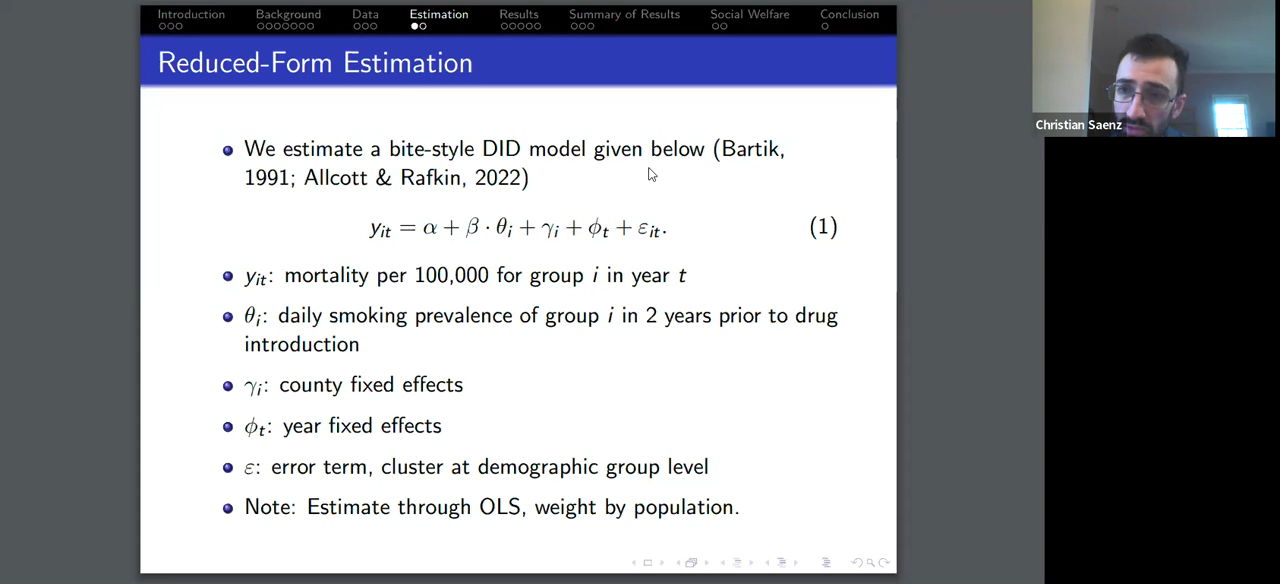 Introduction Background Data Estimation Results Summary of Results Social Welfare Conclusion
Reduced-Form Estimation
Christian Saenz
We estimate a bite-style DID model given below (Bartik,
1991; Allcott & Rafkin, 2022)
y_it = α + β · θ_i + γ_i + ϕ_t + ε_it. (1)
y_it: mortality per 100,000 for group i in year t
θ_i: daily smoking prevalence of group i in 2 years prior to drug
introduction
γ_i: county fixed effects
ϕ_t: year fixed effects
ε: error term, cluster at demographic group level
Note: Estimate through OLS, weight by population.